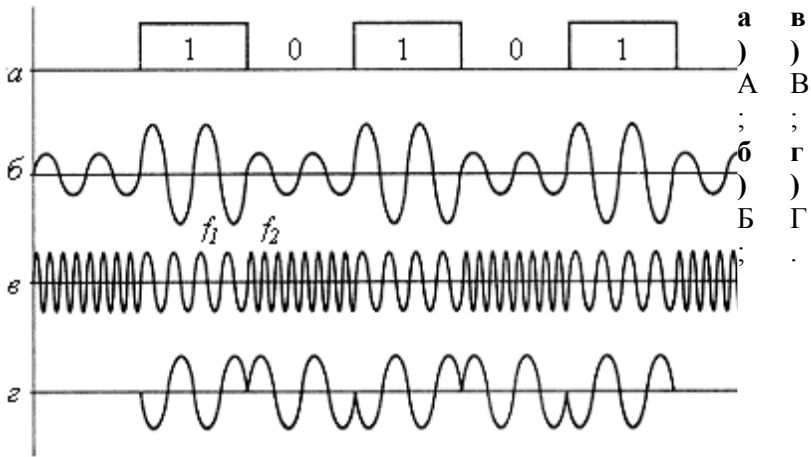 1 0 1 0 1
а
б
f₁ f₂
в
г
а) А;
б) Б;
в) В;
г) Г.